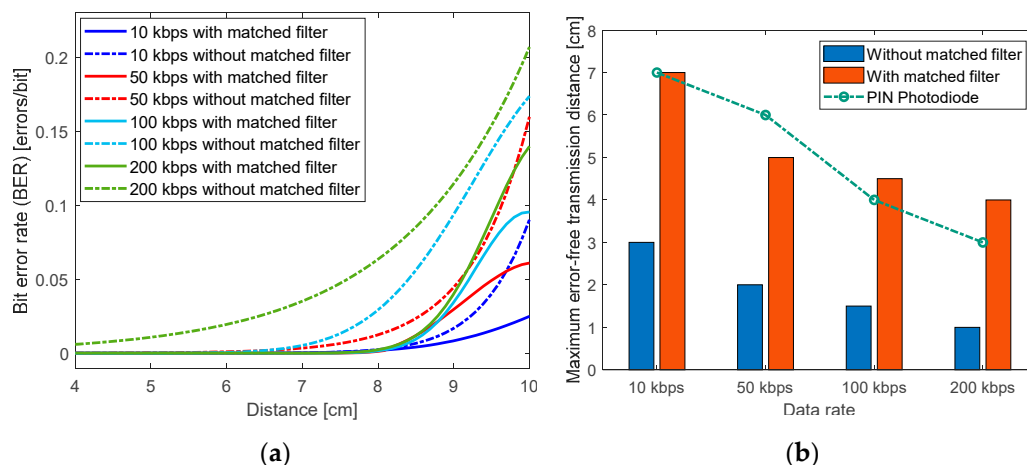 10 kbps with matched filter
10 kbps without matched filter
50 kbps with matched filter
50 kbps without matched filter
100 kbps with matched filter
100 kbps without matched filter
200 kbps with matched filter
200 kbps without matched filter
Bit error rate (BER) [errors/bit]
0.2
0.15
0.1
0.05
0
4
5
6
7
8
9
10
Distance [cm]
(a)
Without matched filter
With matched filter
PIN Photodiode
Maximum error-free transmission distance [cm]
8
7
6
5
4
3
2
1
0
10 kbps
50 kbps
100 kbps
200 kbps
Data rate
(b)